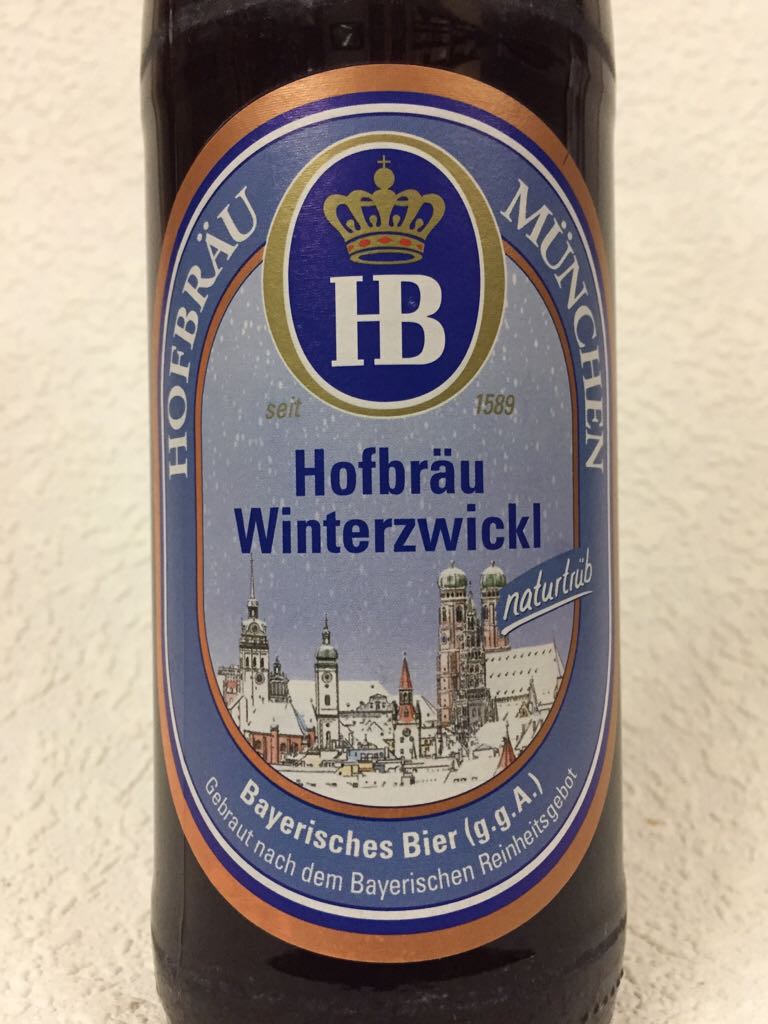 HOFBRÄU MÜNCHEN
HB
seit 1589
Hofbräu
Winterzwickl
naturtrüb
Bayerisches Bier (g.g.A.)
Gebraut nach dem Bayerischen Reinheitsgebot